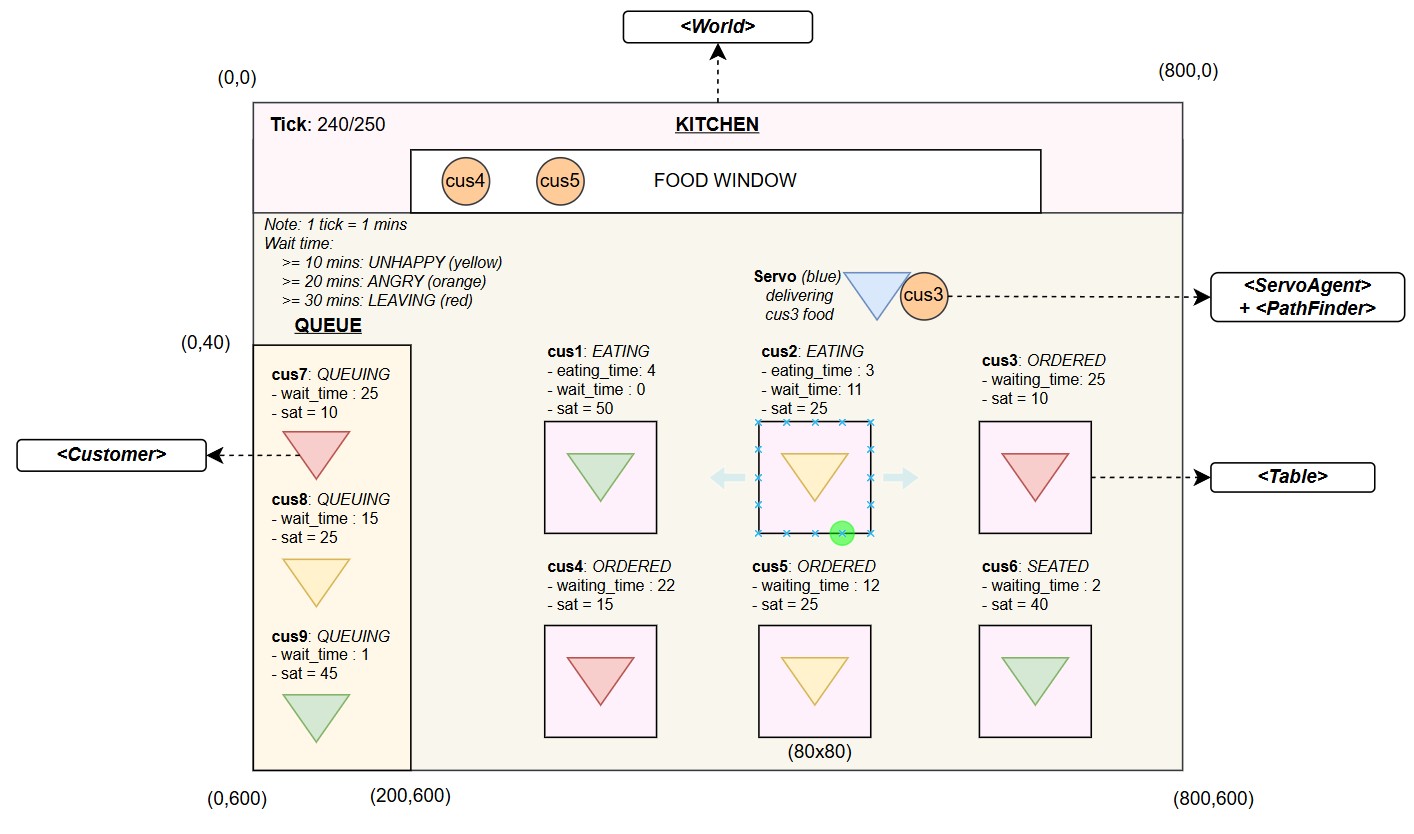 <World>
(0,0)
(800,0)
Tick: 240/250
KITCHEN
cus4
cus5
FOOD WINDOW
Note: 1 tick = 1 mins
Wait time:
>= 10 mins: UNHAPPY (yellow)
>= 20 mins: ANGRY (orange)
>= 30 mins: LEAVING (red)
Servo (blue)
delivering
cus3 food
cus3
<ServoAgent>
+ <PathFinder>
QUEUE
(0,40)
cus7: QUEUING
- wait_time : 25
- sat = 10
cus1: EATING
- eating_time: 4
- wait_time : 0
- sat = 50
cus2: EATING
- eating_time : 3
- wait_time: 11
- sat = 25
cus3: ORDERED
- waiting_time: 25
- sat = 10
<Customer>
<Table>
cus8: QUEUING
- wait_time : 15
- sat = 25
cus4: ORDERED
- waiting_time : 22
- sat = 15
cus5: ORDERED
- waiting_time : 12
- sat = 25
cus6: SEATED
- waiting_time : 2
- sat = 40
cus9: QUEUING
- wait_time : 1
- sat = 45
(80x80)
(0,600)
(200,600)
(800,600)